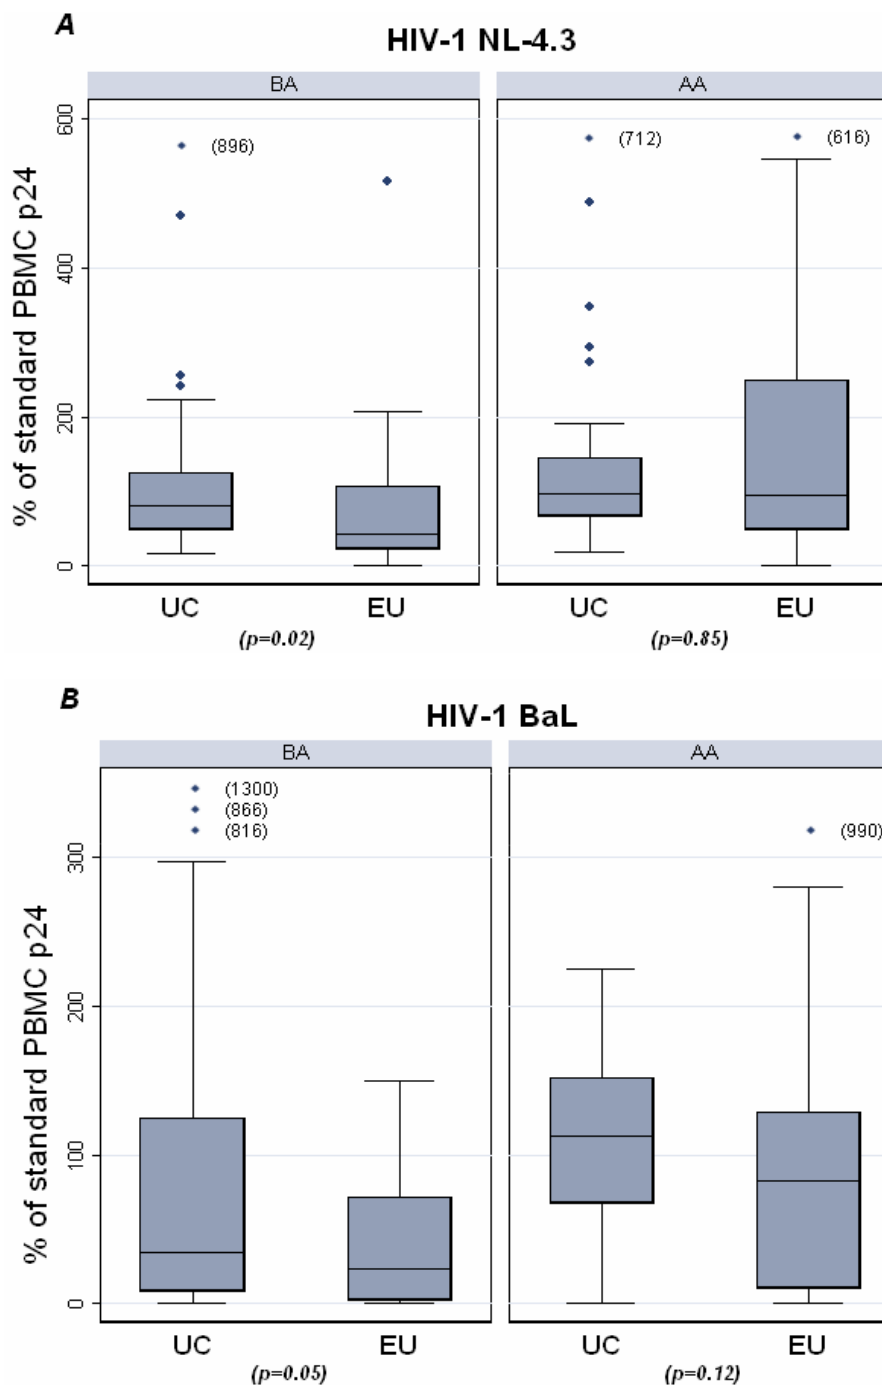 A
HIV-1 NL-4.3
BA AA
% of standard PBMC p24
600
400
200
0
(896)
(712)
(616)
UC EU UC EU
(p=0.02) (p=0.85)
B
HIV-1 BaL
BA AA
% of standard PBMC p24
300
200
100
0
(1300)
(866)
(816)
(990)
UC EU UC EU
(p=0.05) (p=0.12)